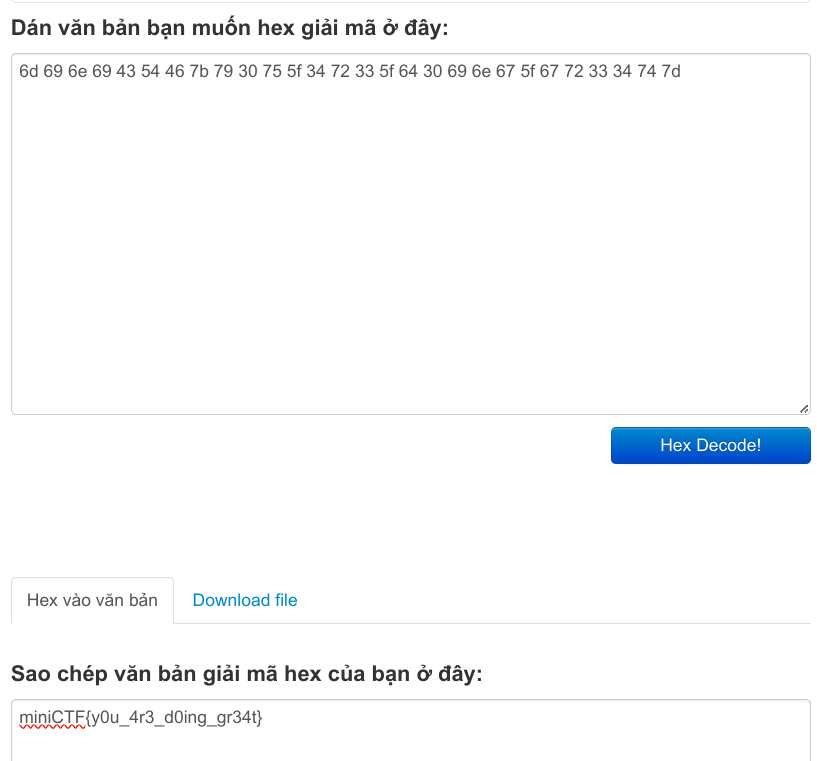 Dán văn bản bạn muốn hex giải mã ở đây:
6d 69 6e 69 43 54 46 7b 79 30 75 5f 34 72 33 5f 64 30 69 6e 67 5f 67 72 33 34 74 7d
Hex Decode!
Hex vào văn bản
Download file
Sao chép văn bản giải mã hex của bạn ở đây:
miniCTF{y0u_4r3_d0ing_gr34t}